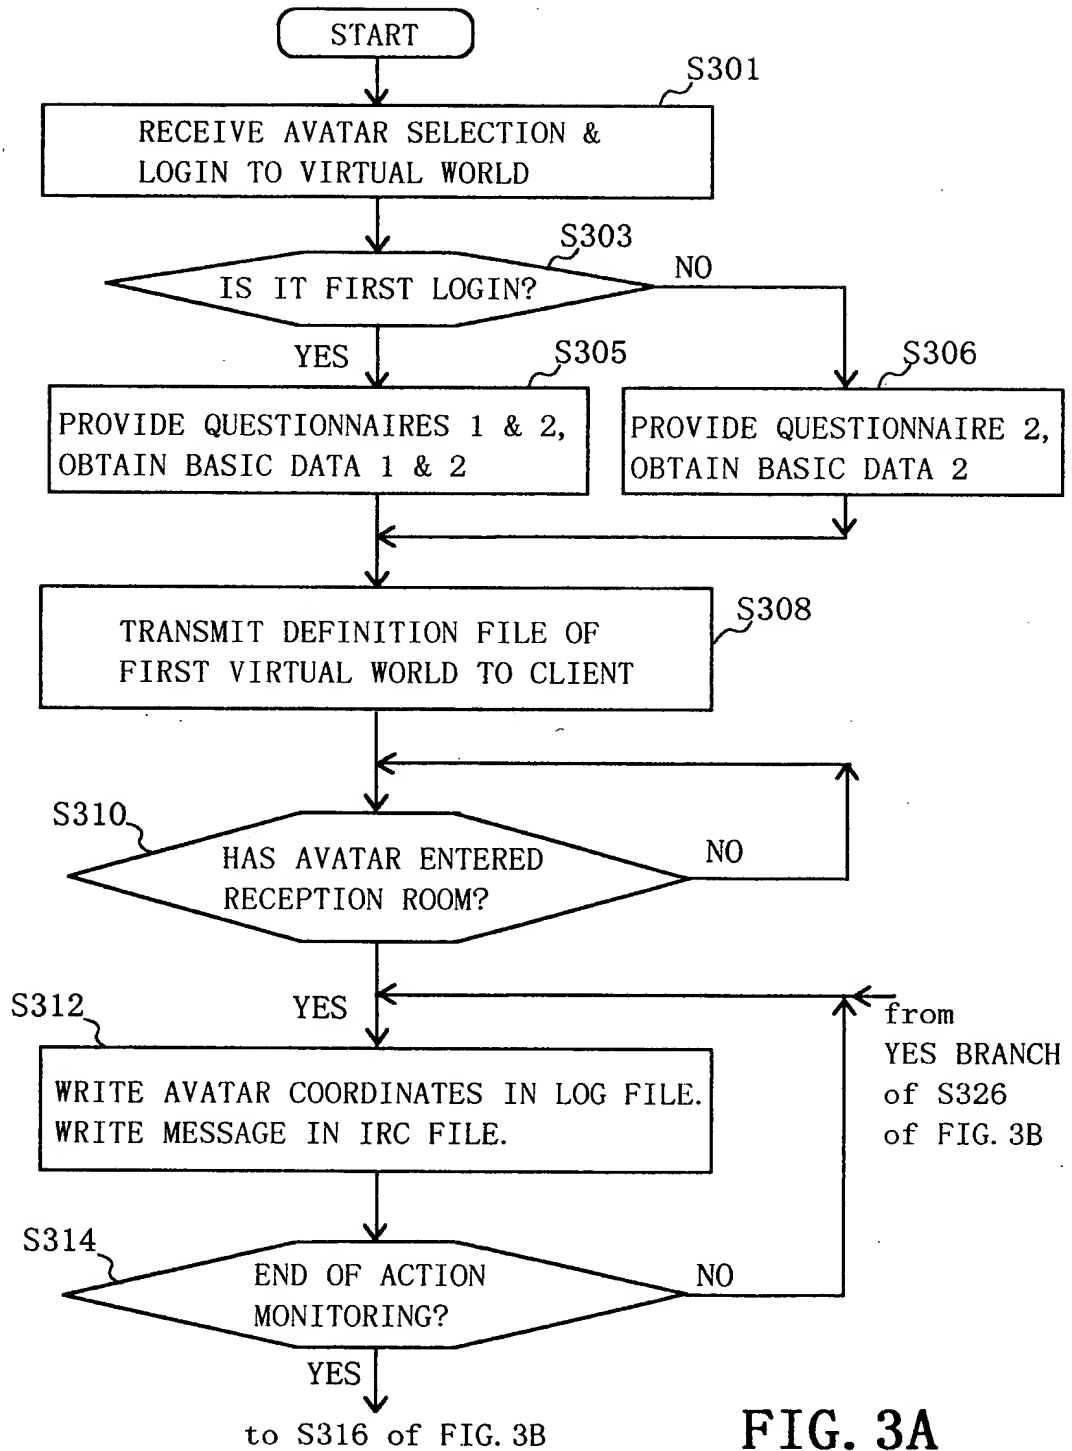 START
S301
RECEIVE AVATAR SELECTION &
LOGIN TO VIRTUAL WORLD
S303
IS IT FIRST LOGIN?
NO
YES
S305
S306
PROVIDE QUESTIONNAIRES 1 & 2,
OBTAIN BASIC DATA 1 & 2
PROVIDE QUESTIONNAIRE 2,
OBTAIN BASIC DATA 2
S308
TRANSMIT DEFINITION FILE OF
FIRST VIRTUAL WORLD TO CLIENT
S310
HAS AVATAR ENTERED
RECEPTION ROOM?
NO
YES
S312
from
YES BRANCH
of S326
of FIG. 3B
WRITE AVATAR COORDINATES IN LOG FILE.
WRITE MESSAGE IN IRC FILE.
S314
END OF ACTION
MONITORING?
NO
YES
to S316 of FIG. 3B
FIG. 3A